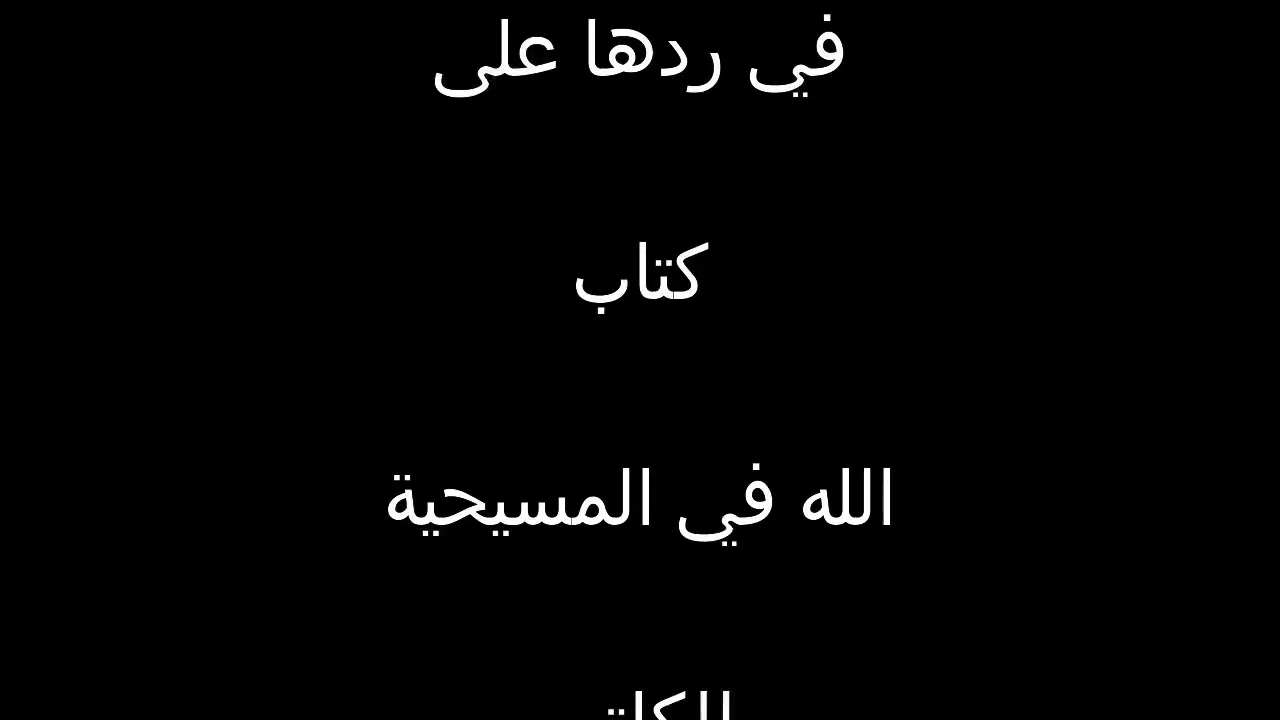 في ردها على
كتاب
الله في المسيحية